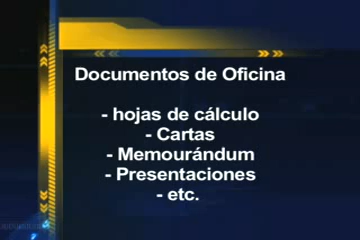 Documentos de Oficina
- hojas de cálculo
- Cartas
- Memourándum
- Presentaciones
- etc.